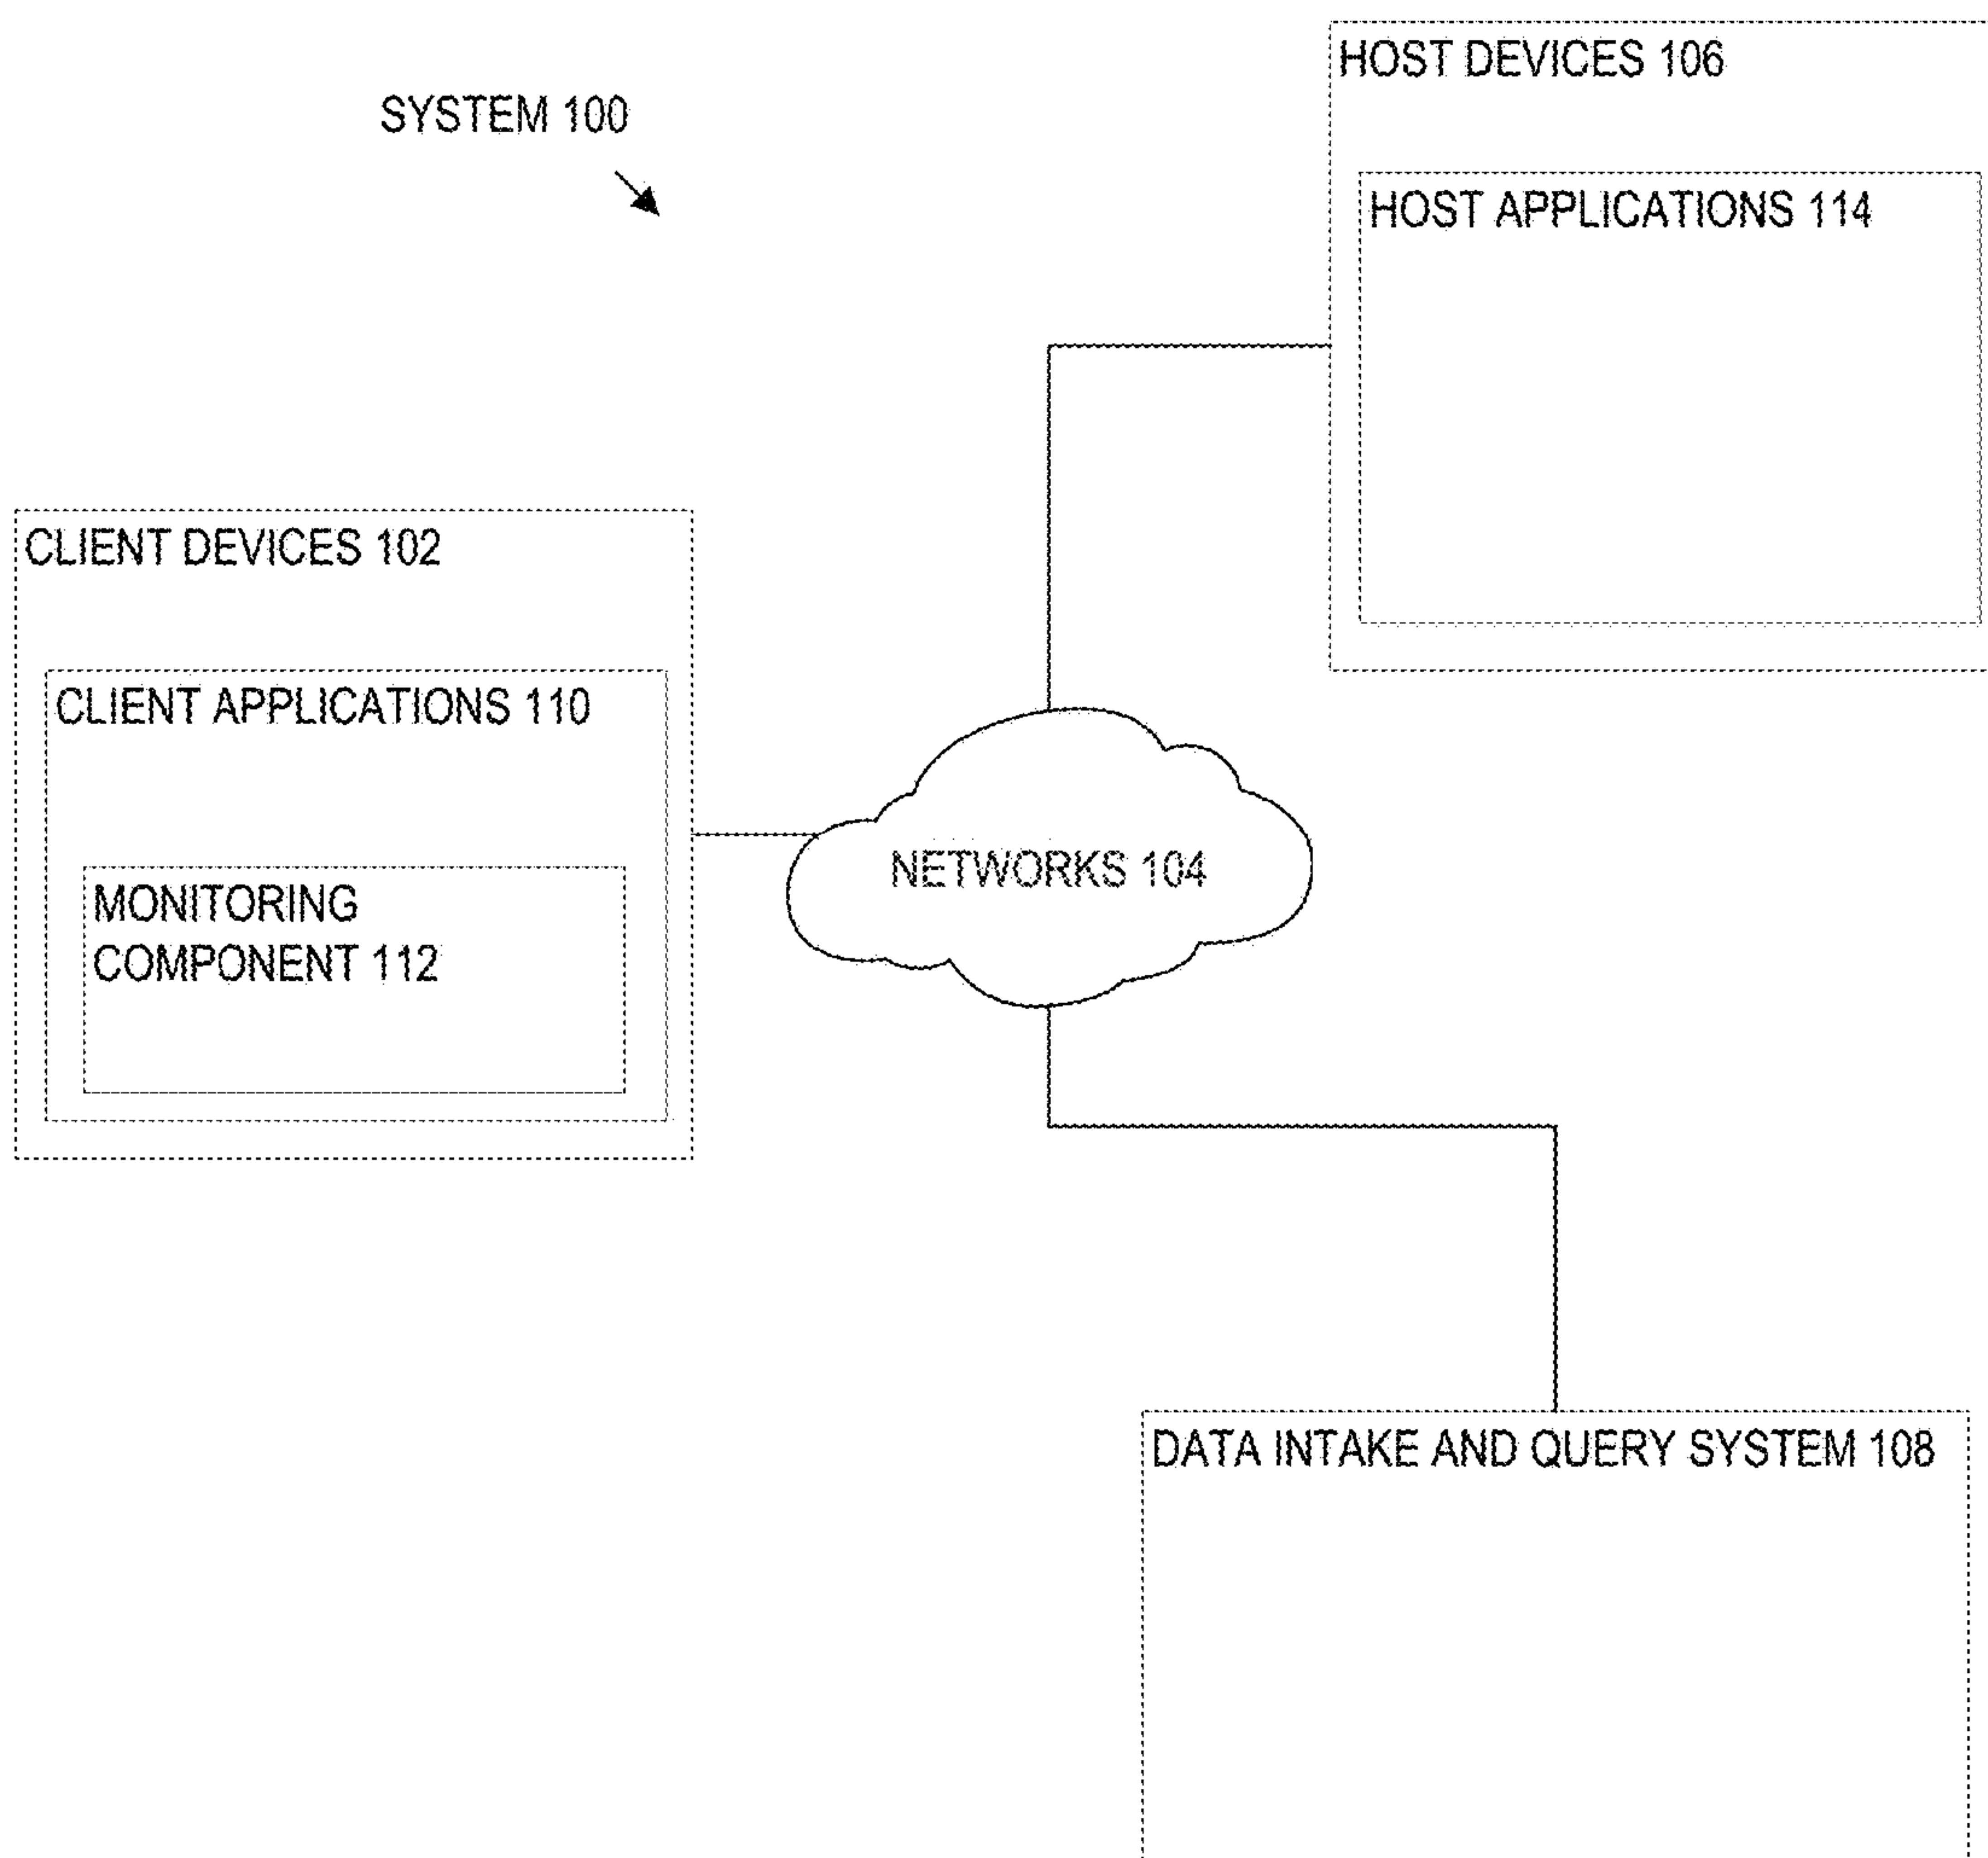 SYSTEM 100
HOST DEVICES 106
HOST APPLICATIONS 114
CLIENT DEVICES 102
CLIENT APPLICATIONS 110
MONITORING
COMPONENT 112
NETWORKS 104
DATA INTAKE AND QUERY SYSTEM 108